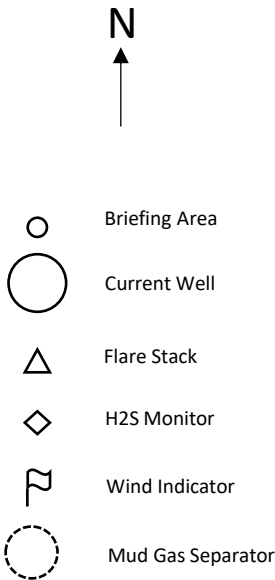 N
Briefing Area
Current Well
Flare Stack
H2S Monitor
Wind Indicator
Mud Gas Separator